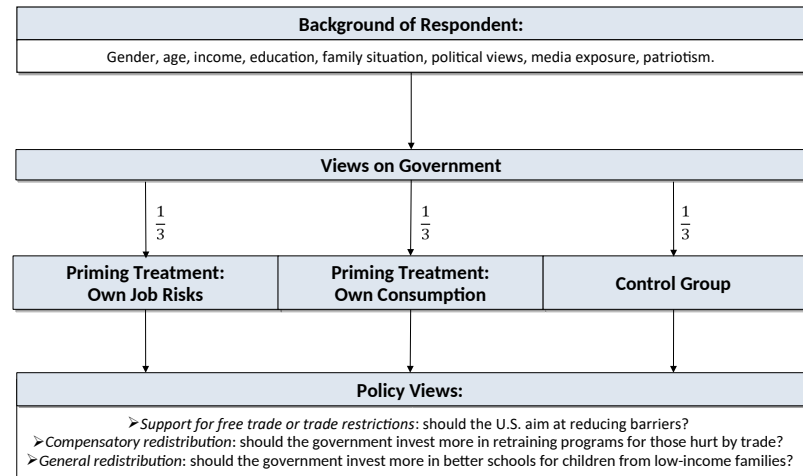 Background of Respondent:
Gender, age, income, education, family situation, political views, media exposure, patriotism.
Views on Government
1/3 1/3 1/3
Priming Treatment:
Own Job Risks
Priming Treatment:
Own Consumption
Control Group
Policy Views:
➢Support for free trade or trade restrictions: should the U.S. aim at reducing barriers?
➢Compensatory redistribution: should the government invest more in retraining programs for those hurt by trade?
➢General redistribution: should the government invest more in better schools for children from low-income families?